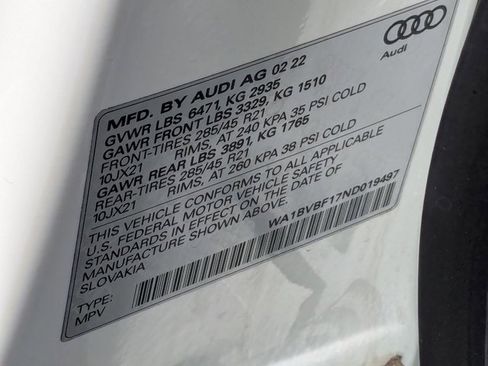 Audi
MFD. BY AUDI AG 02 22
GVWR LBS 6471, KG 2935
GAWR FRONT LBS 3329, KG 1510
FRONT-TIRES 285/45 R21
10JX21 RIMS, AT 240 KPA 35 PSI COLD
GAWR REAR LBS 3891, KG 1765
REAR-TIRES 285/45 R21
10JX21 RIMS, AT 260 KPA 38 PSI COLD
THIS VEHICLE CONFORMS TO ALL APPLICABLE
U.S. FEDERAL MOTOR VEHICLE SAFETY
STANDARDS IN EFFECT ON THE DATE OF
MANUFACTURE SHOWN ABOVE.
SLOVAKIA
WA1BVBF17ND019497
TYPE:
MPV